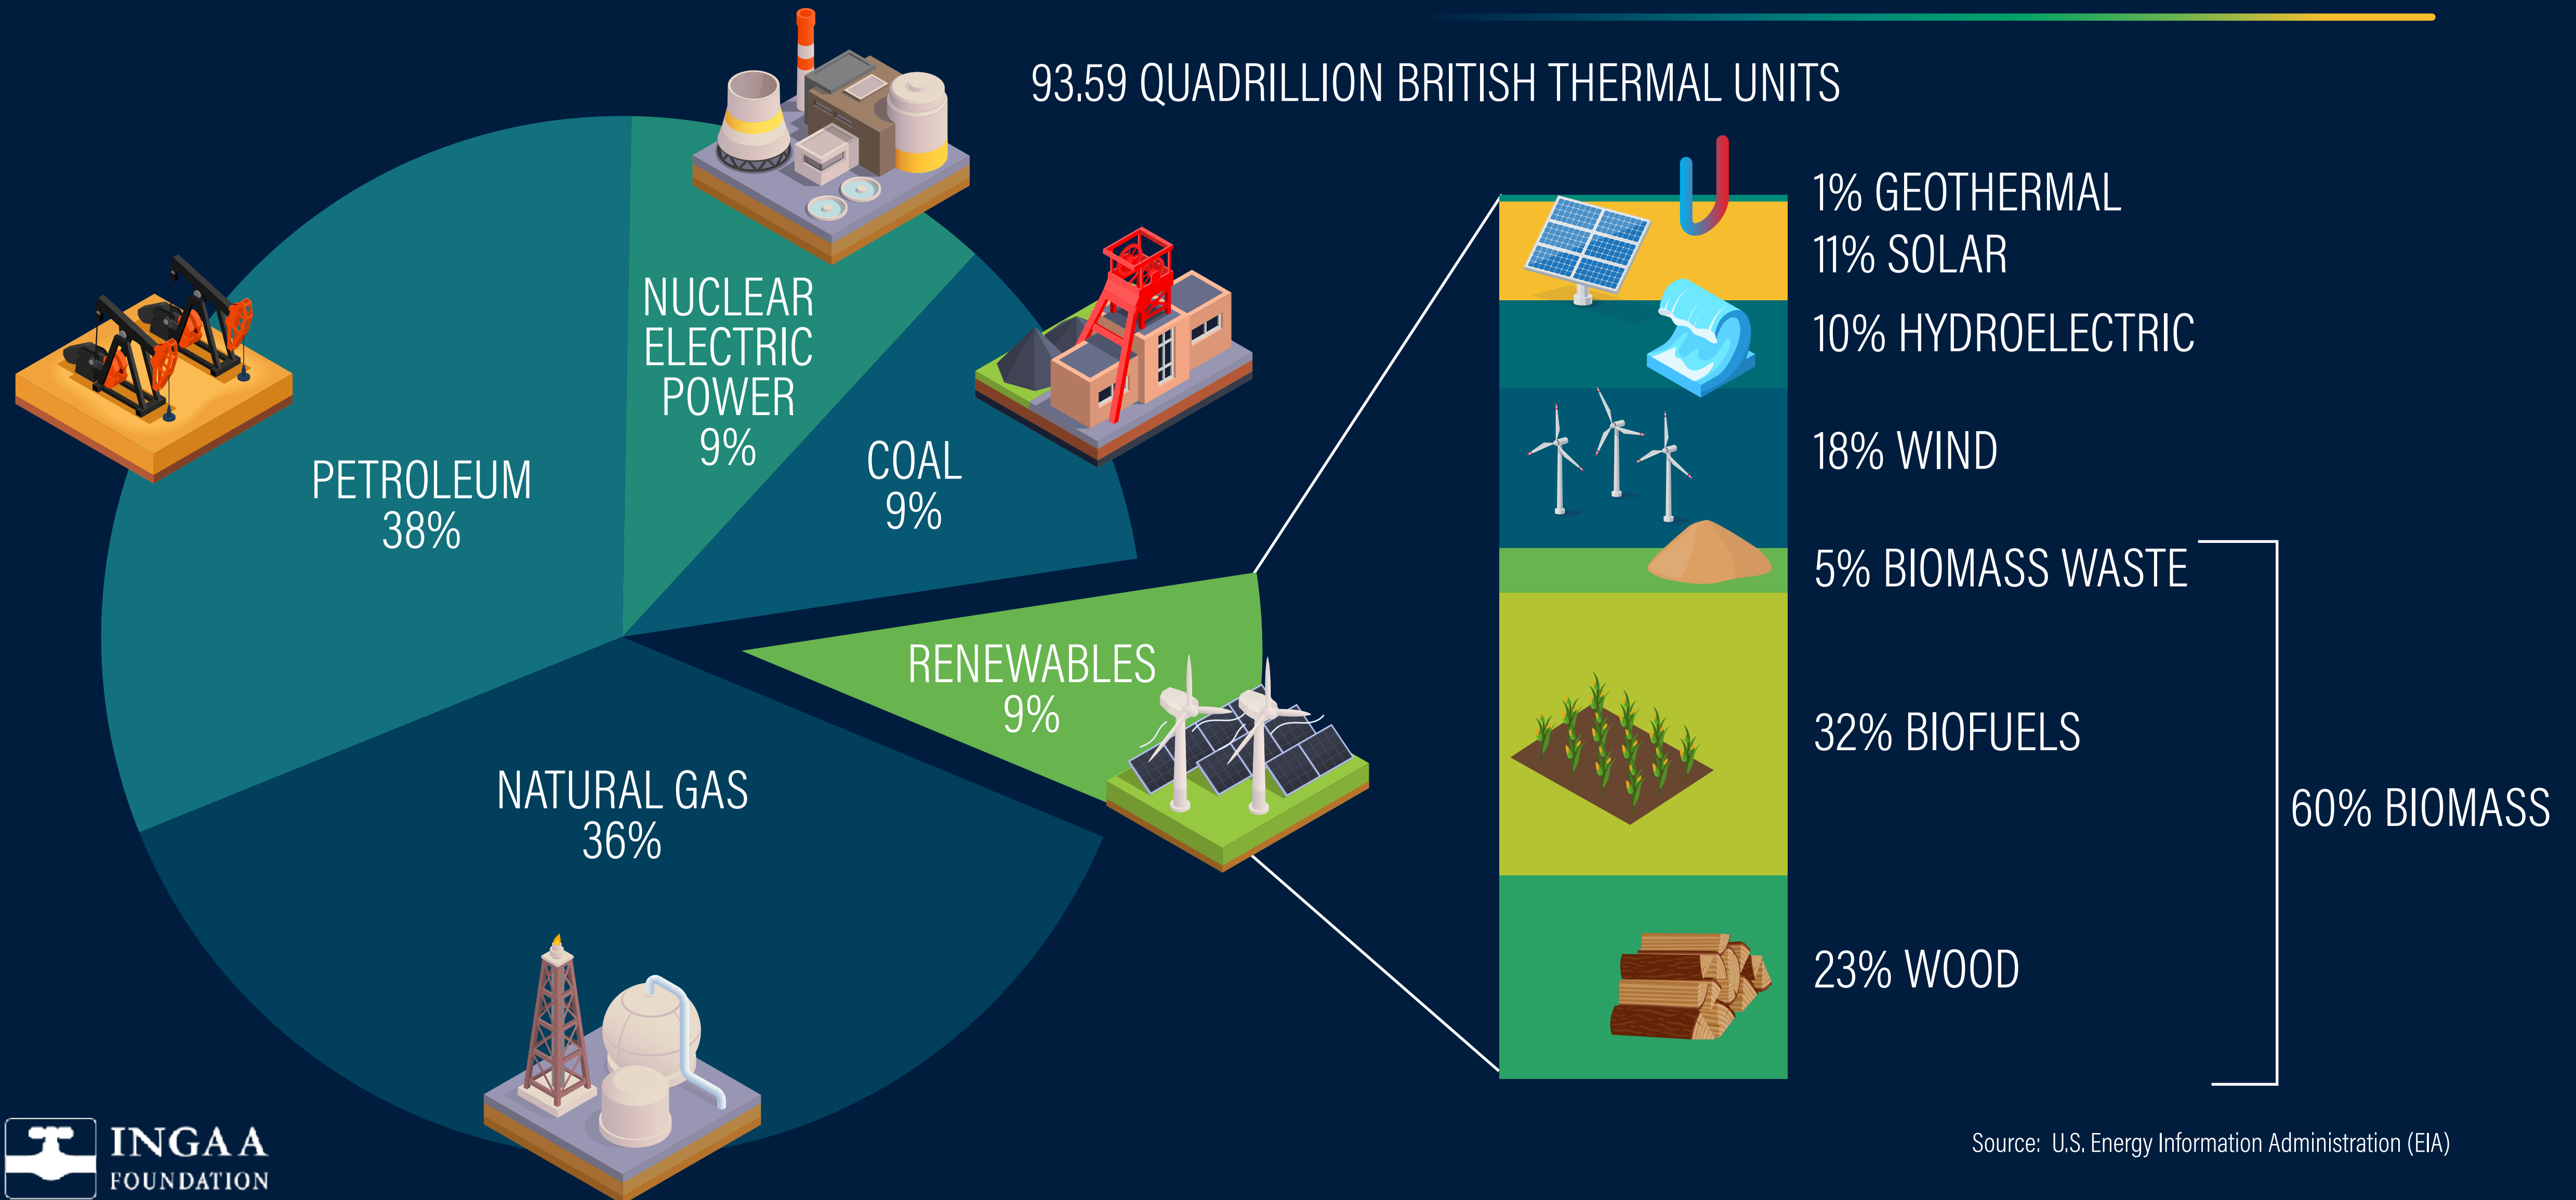 93.59 QUADRILLION BRITISH THERMAL UNITS
NUCLEAR
ELECTRIC
POWER
9%
COAL
9%
PETROLEUM
38%
RENEWABLES
9%
NATURAL GAS
36%
1% GEOTHERMAL
11% SOLAR
10% HYDROELECTRIC
18% WIND
5% BIOMASS WASTE
32% BIOFUELS
60% BIOMASS
23% WOOD
INGAA
FOUNDATION
Source: U.S. Energy Information Administration (EIA)